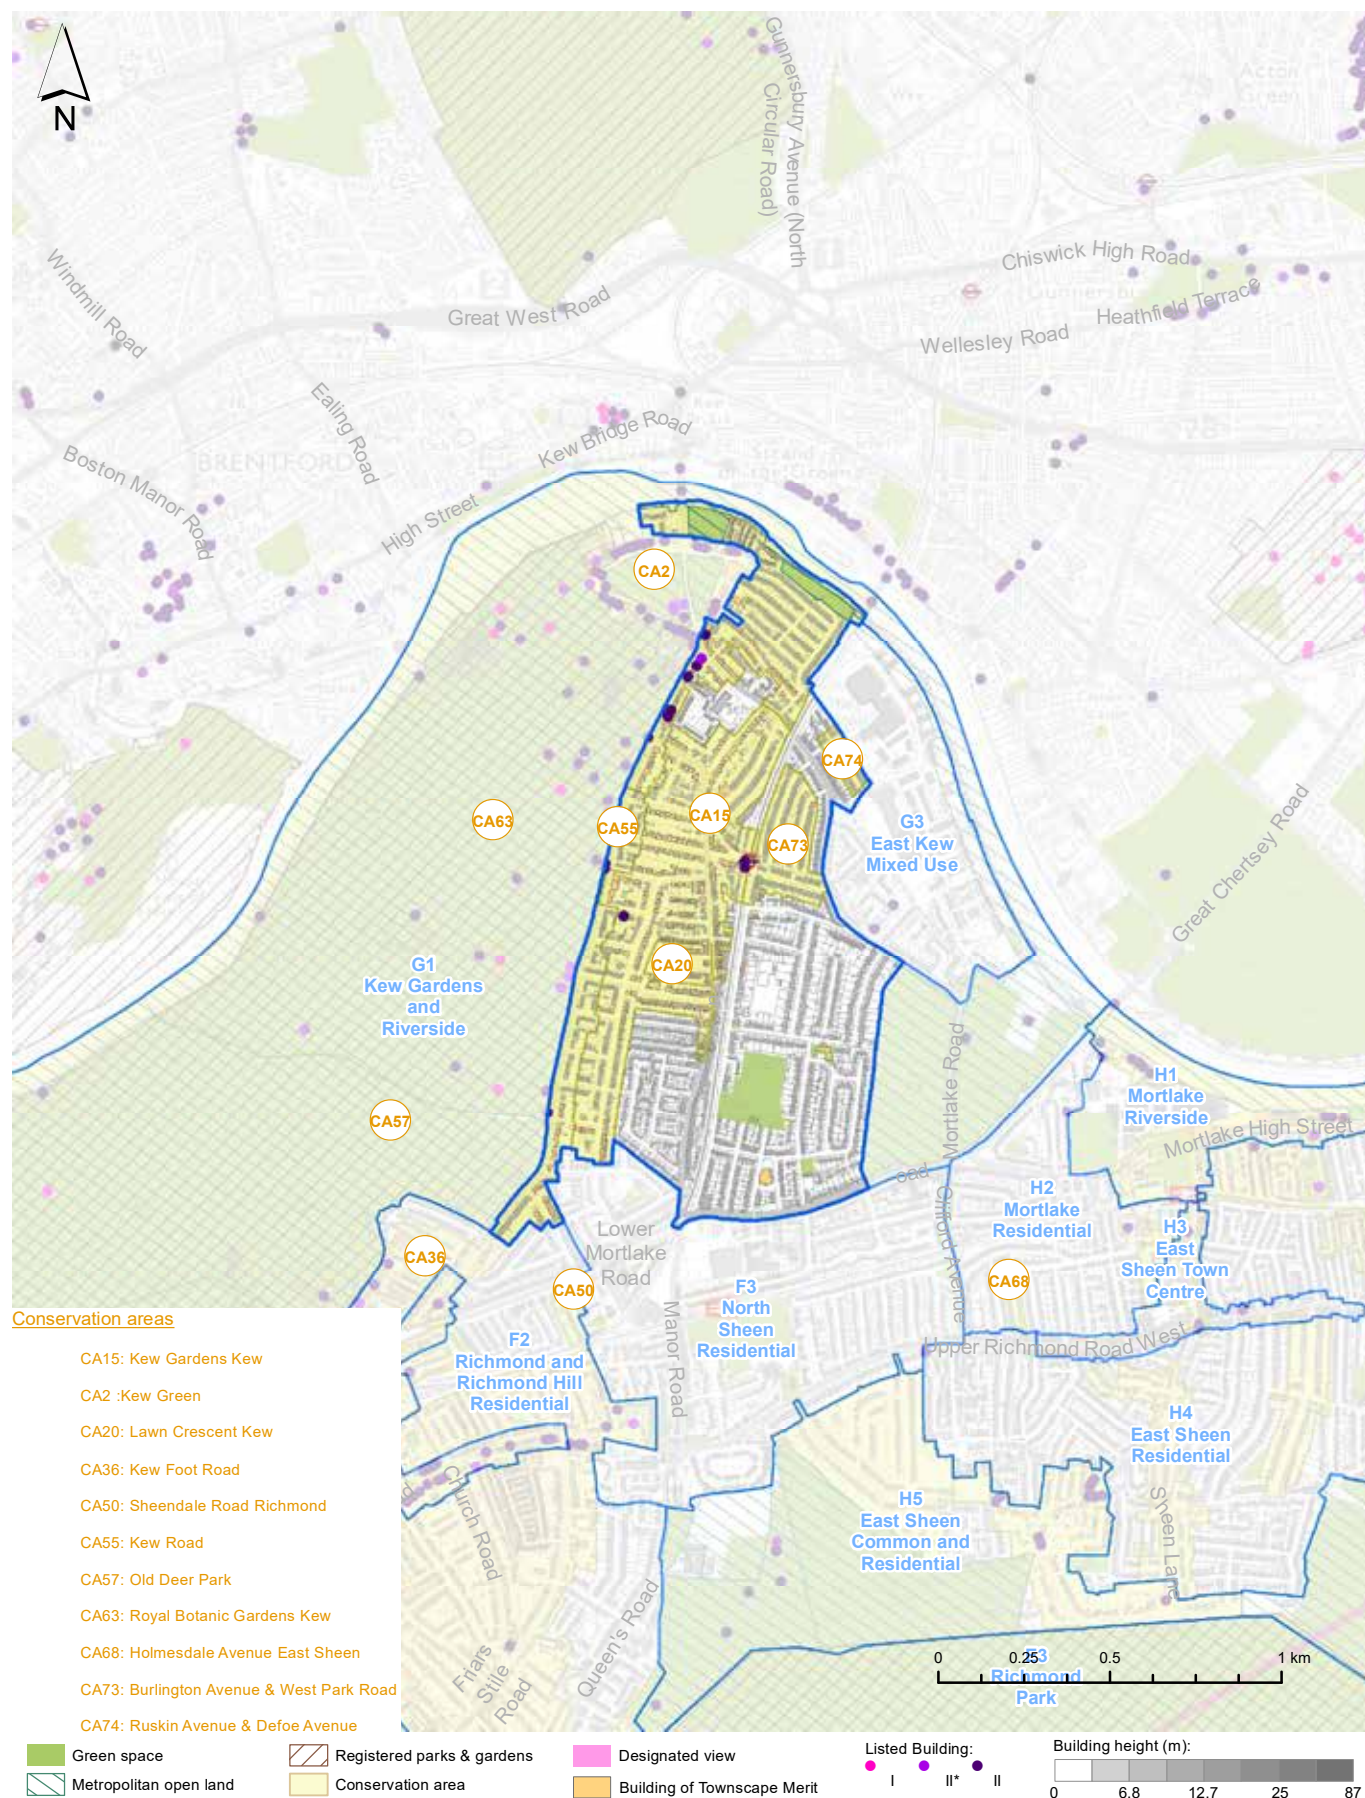 N
Gunnersbury Avenue (North
Circular Road)
Acton
Green
Windmill Road
Chiswick High Road
Great West Road
Heathfield Terrace
Wellesley Road
Ealing Road
Kew Bridge Road
BRENTFORD
Boston Manor Road
High Street
CA2
CA74
CA63
CA55
CA15
CA73
G3
East Kew
Mixed Use
Great Chertsey Road
CA20
G1
Kew Gardens
and
Riverside
Mortlake Road
CA57
H1
Mortlake
Riverside
Mortlake High Street
oad
Clifford Avenue
H2
Mortlake
Residential
H3
East
Sheen Town
Centre
Lower
Mortlake
Road
CA36
CA50
CA68
F3
North
Sheen
Residential
Manor Road
Upper Richmond Road West
F2
Richmond and
Richmond Hill
Residential
H4
East Sheen
Residential
Church Road
Sheen Lane
H5
East Sheen
Common and
Residential
Queen's Road
Friars
Stile
Road
E3
Richmond
Park
0 0.25 0.5 1 km
Conservation areas
CA15: Kew Gardens Kew
CA2 :Kew Green
CA20: Lawn Crescent Kew
CA36: Kew Foot Road
CA50: Sheendale Road Richmond
CA55: Kew Road
CA57: Old Deer Park
CA63: Royal Botanic Gardens Kew
CA68: Holmesdale Avenue East Sheen
CA73: Burlington Avenue & West Park Road
CA74: Ruskin Avenue & Defoe Avenue
Green space
Metropolitan open land
Registered parks & gardens
Conservation area
Designated view
Building of Townscape Merit
Listed Building:
I II* II
Building height (m):
0 6.8 12.7 25 87